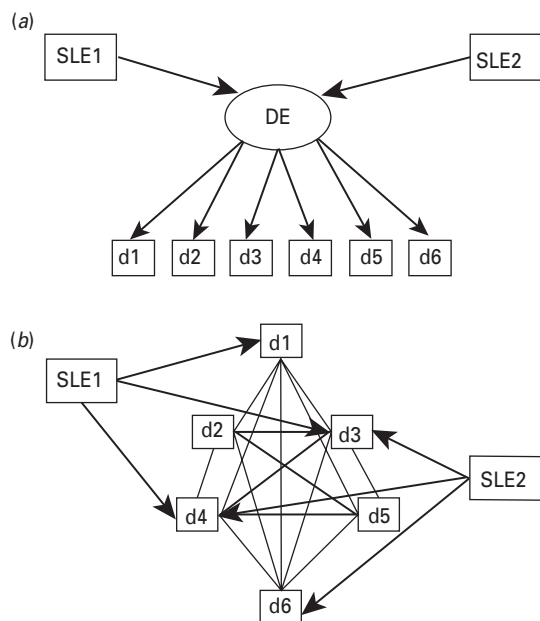 (a)
SLE1
SLE2
DE
d1 d2 d3 d4 d5 d6
(b)
d1
SLE1
d2 d3
SLE2
d4 d5
d6